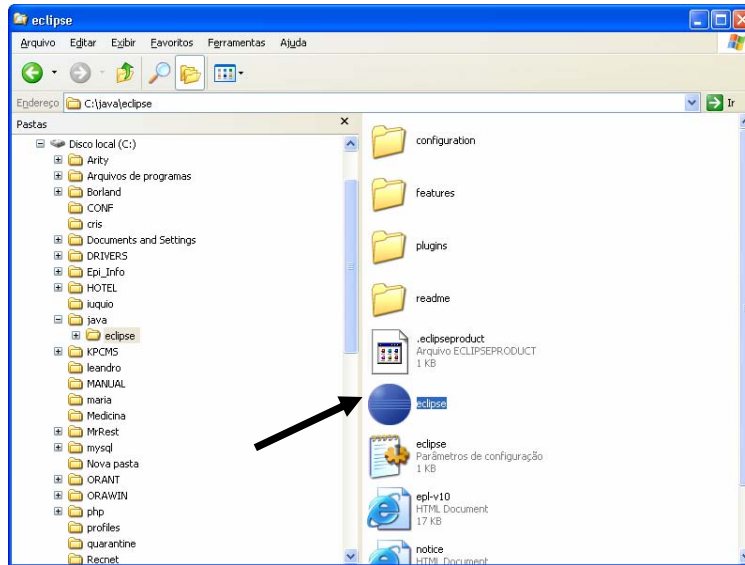 eclipse
Arquivo Editar Exibir Favoritos Ferramentas Ajuda
Endereço C:\java\eclipse Ir
Pastas
Disco local (C:)
Arity
Arquivos de programas
Borland
CONF
cris
Documents and Settings
DRIVERS
Epi_Info
HOTEL
iuquio
java
eclipse
KPCMS
leandro
MANUAL
maria
Medicina
MrRest
mysql
Nova pasta
ORANT
ORAWIN
php
profiles
quarantine
Recnet
configuration
features
plugins
readme
.eclipseproduct
Arquivo ECLIPSEPRODUCT
1 KB
eclipse
eclipse
Parâmetros de configuração
1 KB
epl-v10
HTML Document
17 KB
notice
HTML Document